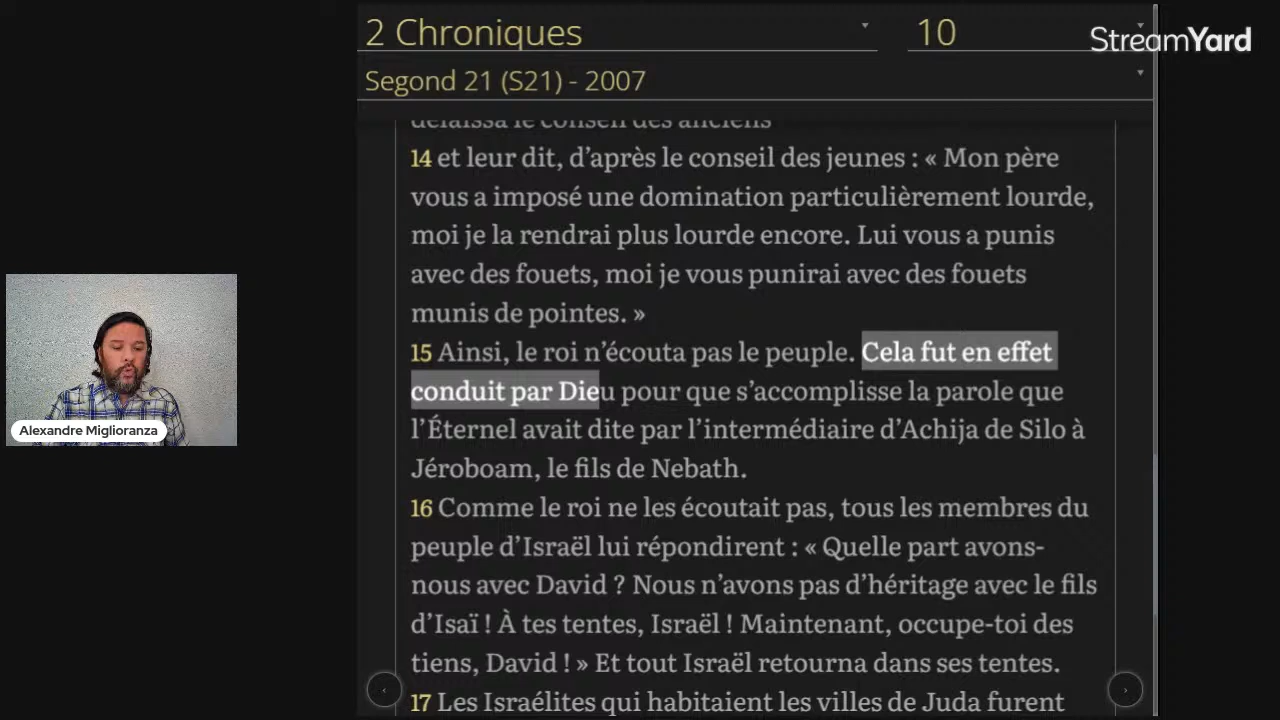 2 Chroniques
10
StreamYard
Segond 21 (S21) - 2007
délaissa le conseil des anciens
14 et leur dit, d’après le conseil des jeunes : « Mon père
vous a imposé une domination particulièrement lourde,
moi je la rendrai plus lourde encore. Lui vous a punis
avec des fouets, moi je vous punirai avec des fouets
munis de pointes. »
15 Ainsi, le roi n’écouta pas le peuple. Cela fut en effet
conduit par Dieu pour que s’accomplisse la parole que
l’Éternel avait dite par l’intermédiaire d’Achija de Silo à
Jéroboam, le fils de Nebath.
16 Comme le roi ne les écoutait pas, tous les membres du
peuple d’Israël lui répondirent : « Quelle part avons-
nous avec David ? Nous n’avons pas d’héritage avec le fils
d’Isaï ! À tes tentes, Israël ! Maintenant, occupe-toi des
tiens, David ! » Et tout Israël retourna dans ses tentes.
17 Les Israélites qui habitaient les villes de Juda furent
Alexandre Miglioranza